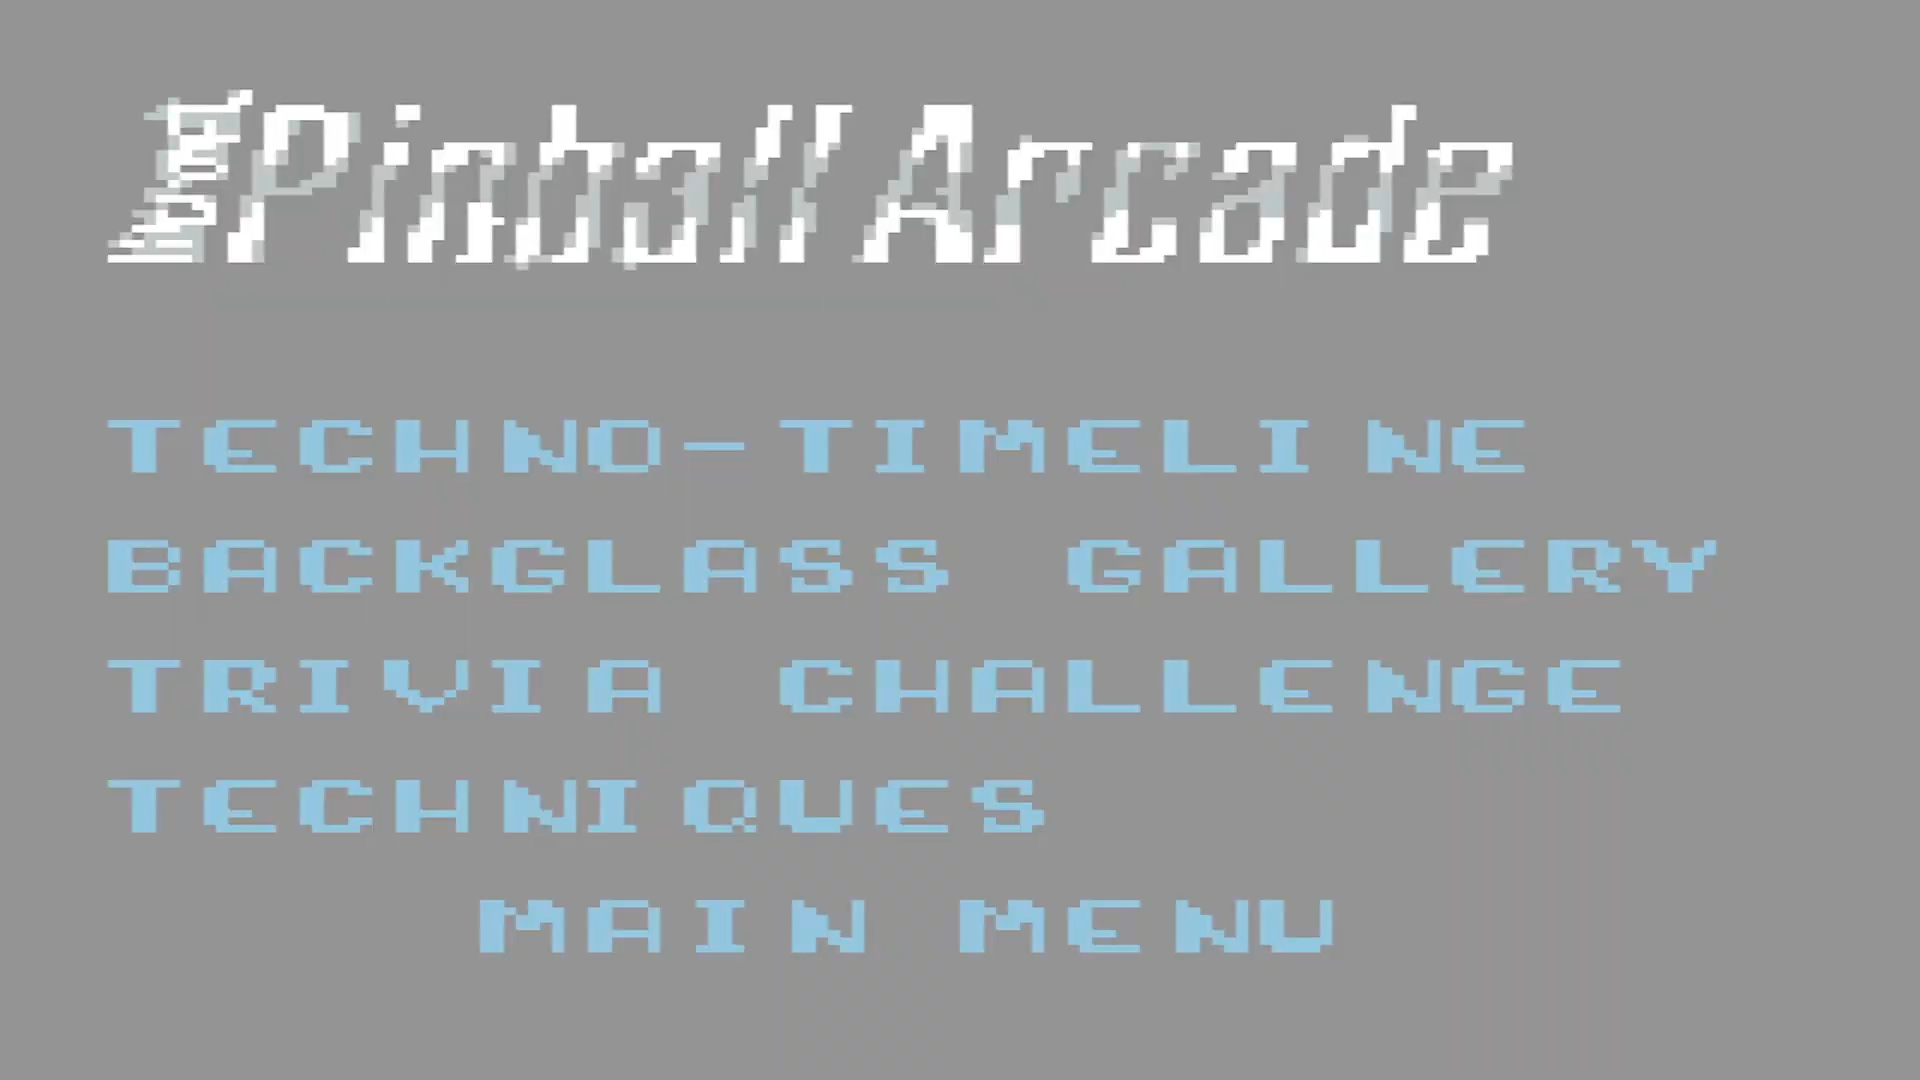 Pinball Arcade
TECHNO-TIMELINE
BACKGLASS GALLERY
TRIVIA CHALLENGE
TECHNIQUES
MAIN MENU